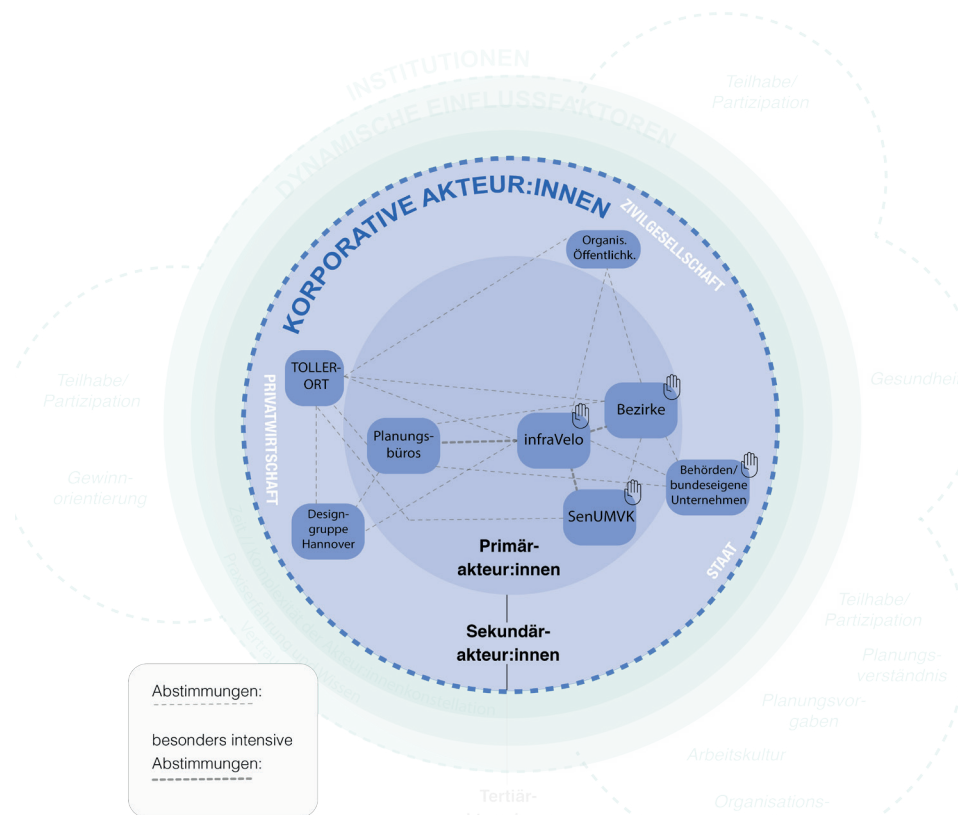 INSTITUTIONEN
DYNAMISCHE EINFLUSSFAKTOREN
KORPORATIVE AKTEUR:INNEN
ZIVILGESELLSCHAFT
PRIVATWIRTSCHAFT
STAAT
Teilhabe/
Partizipation
Organis.
Öffentlichk.
TOLLER-
ORT
Teilhabe/
Partizipation
Gesundheit
Planungs-
büros
infraVelo
Bezirke
Gewinn-
orientierung
Behörden/
bundeseigene
Unternehmen
Design-
gruppe
Hannover
SenUMVK
Primär-
akteur:innen
Sekundär-
akteur:innen
Teilhabe/
Partizipation
Planungs-
verständnis
Planungsvor-
gaben
Arbeitskultur
Organisations-
Tertiär-
Abstimmungen:
besonders intensive
Abstimmungen: